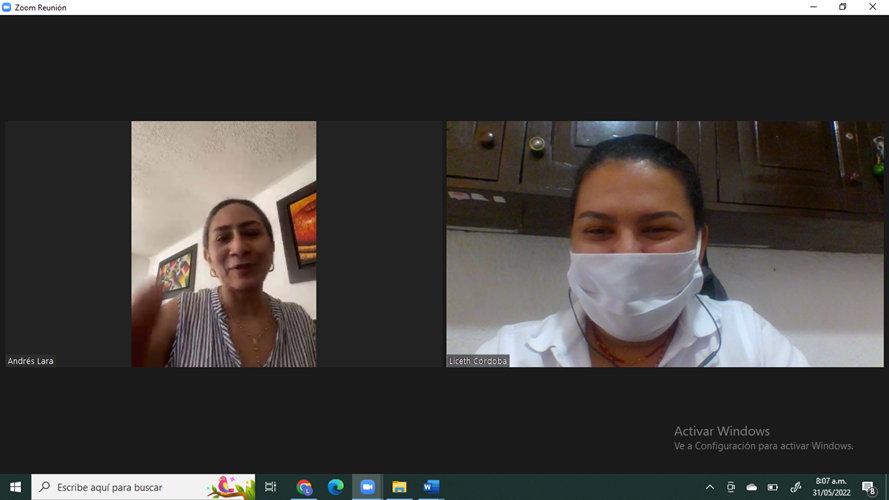 Zoom Reunión
Andrés Lara
Liceth Córdoba
Activar Windows
Ve a Configuración para activar Windows.
Escribe aquí para buscar
8:07 a.m.
31/05/2022
8